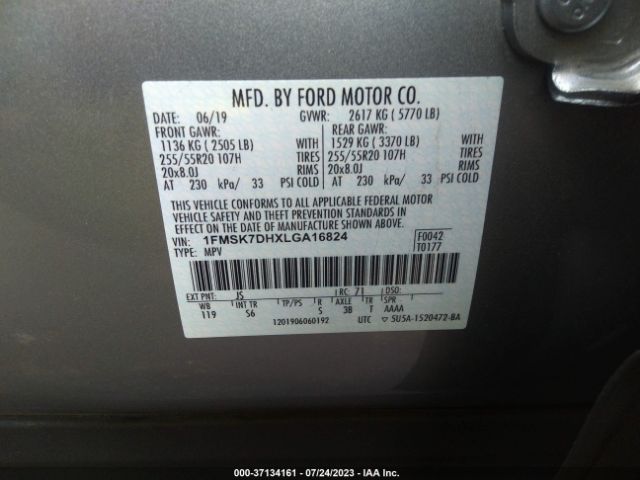 MFD. BY FORD MOTOR CO.
DATE: 06/19 GVWR: 2617 KG ( 5770 LB)
FRONT GAWR: REAR GAWR:
1136 KG ( 2505 LB) WITH 1529 KG ( 3370 LB) WITH
255/55R20 107H TIRES 255/55R20 107H TIRES
20x8.0J RIMS 20x8.0J RIMS
AT 230 kPa/ 33 PSI COLD AT 230 kPa/ 33 PSI COLD
THIS VEHICLE CONFORMS TO ALL APPLICABLE FEDERAL MOTOR
VEHICLE SAFETY AND THEFT PREVENTION STANDARDS IN
EFFECT ON THE DATE OF MANUFACTURE SHOWN ABOVE.
VIN: 1FMSK7DHXLGA16824 F0042
TYPE: MPV T0177
EXT PNT: JS RC: 71 DSO:
WB INT TR TP/PS R AXLE TR SPR
119 S6 S 3B T AAAA
1201906060192 UTC ▽ 5U5A-1520472-BA
000-37134161 - 07/24/2023 - IAA Inc.